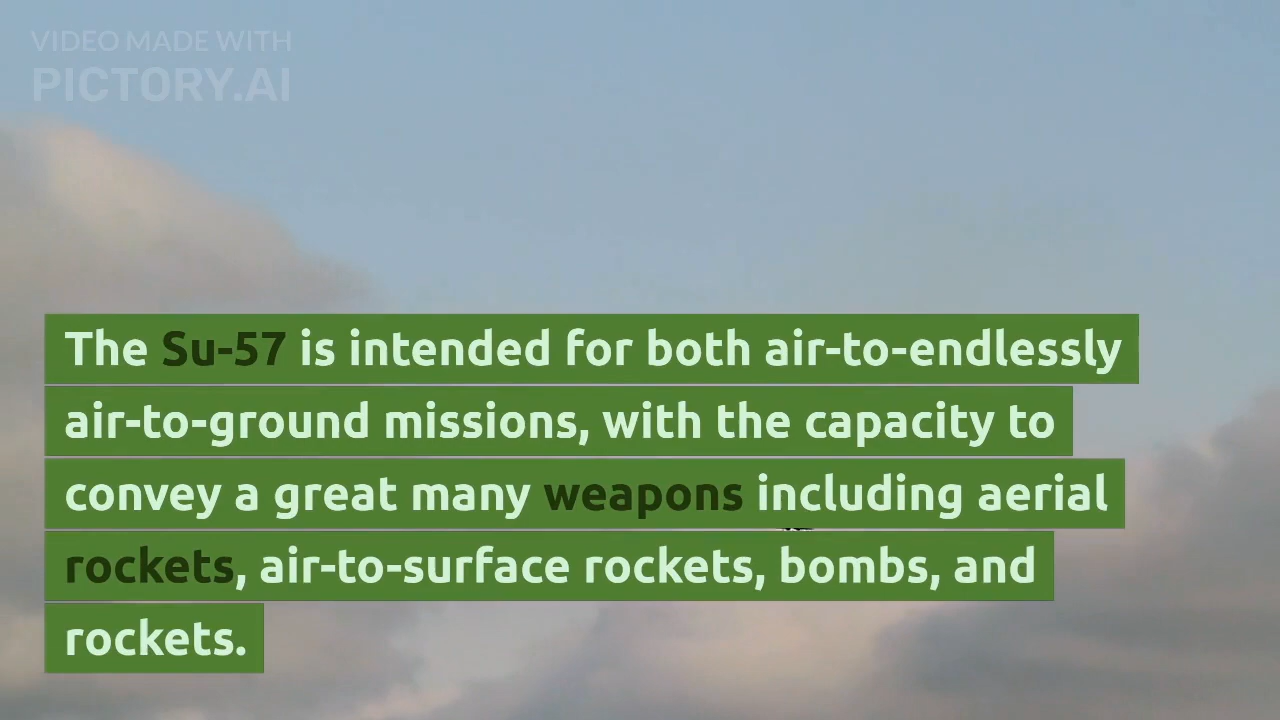 VIDEO MADE WITH
PICTORY.AI
The Su-57 is intended for both air-to-endlessly
air-to-ground missions, with the capacity to
convey a great many weapons including aerial
rockets, air-to-surface rockets, bombs, and
rockets.